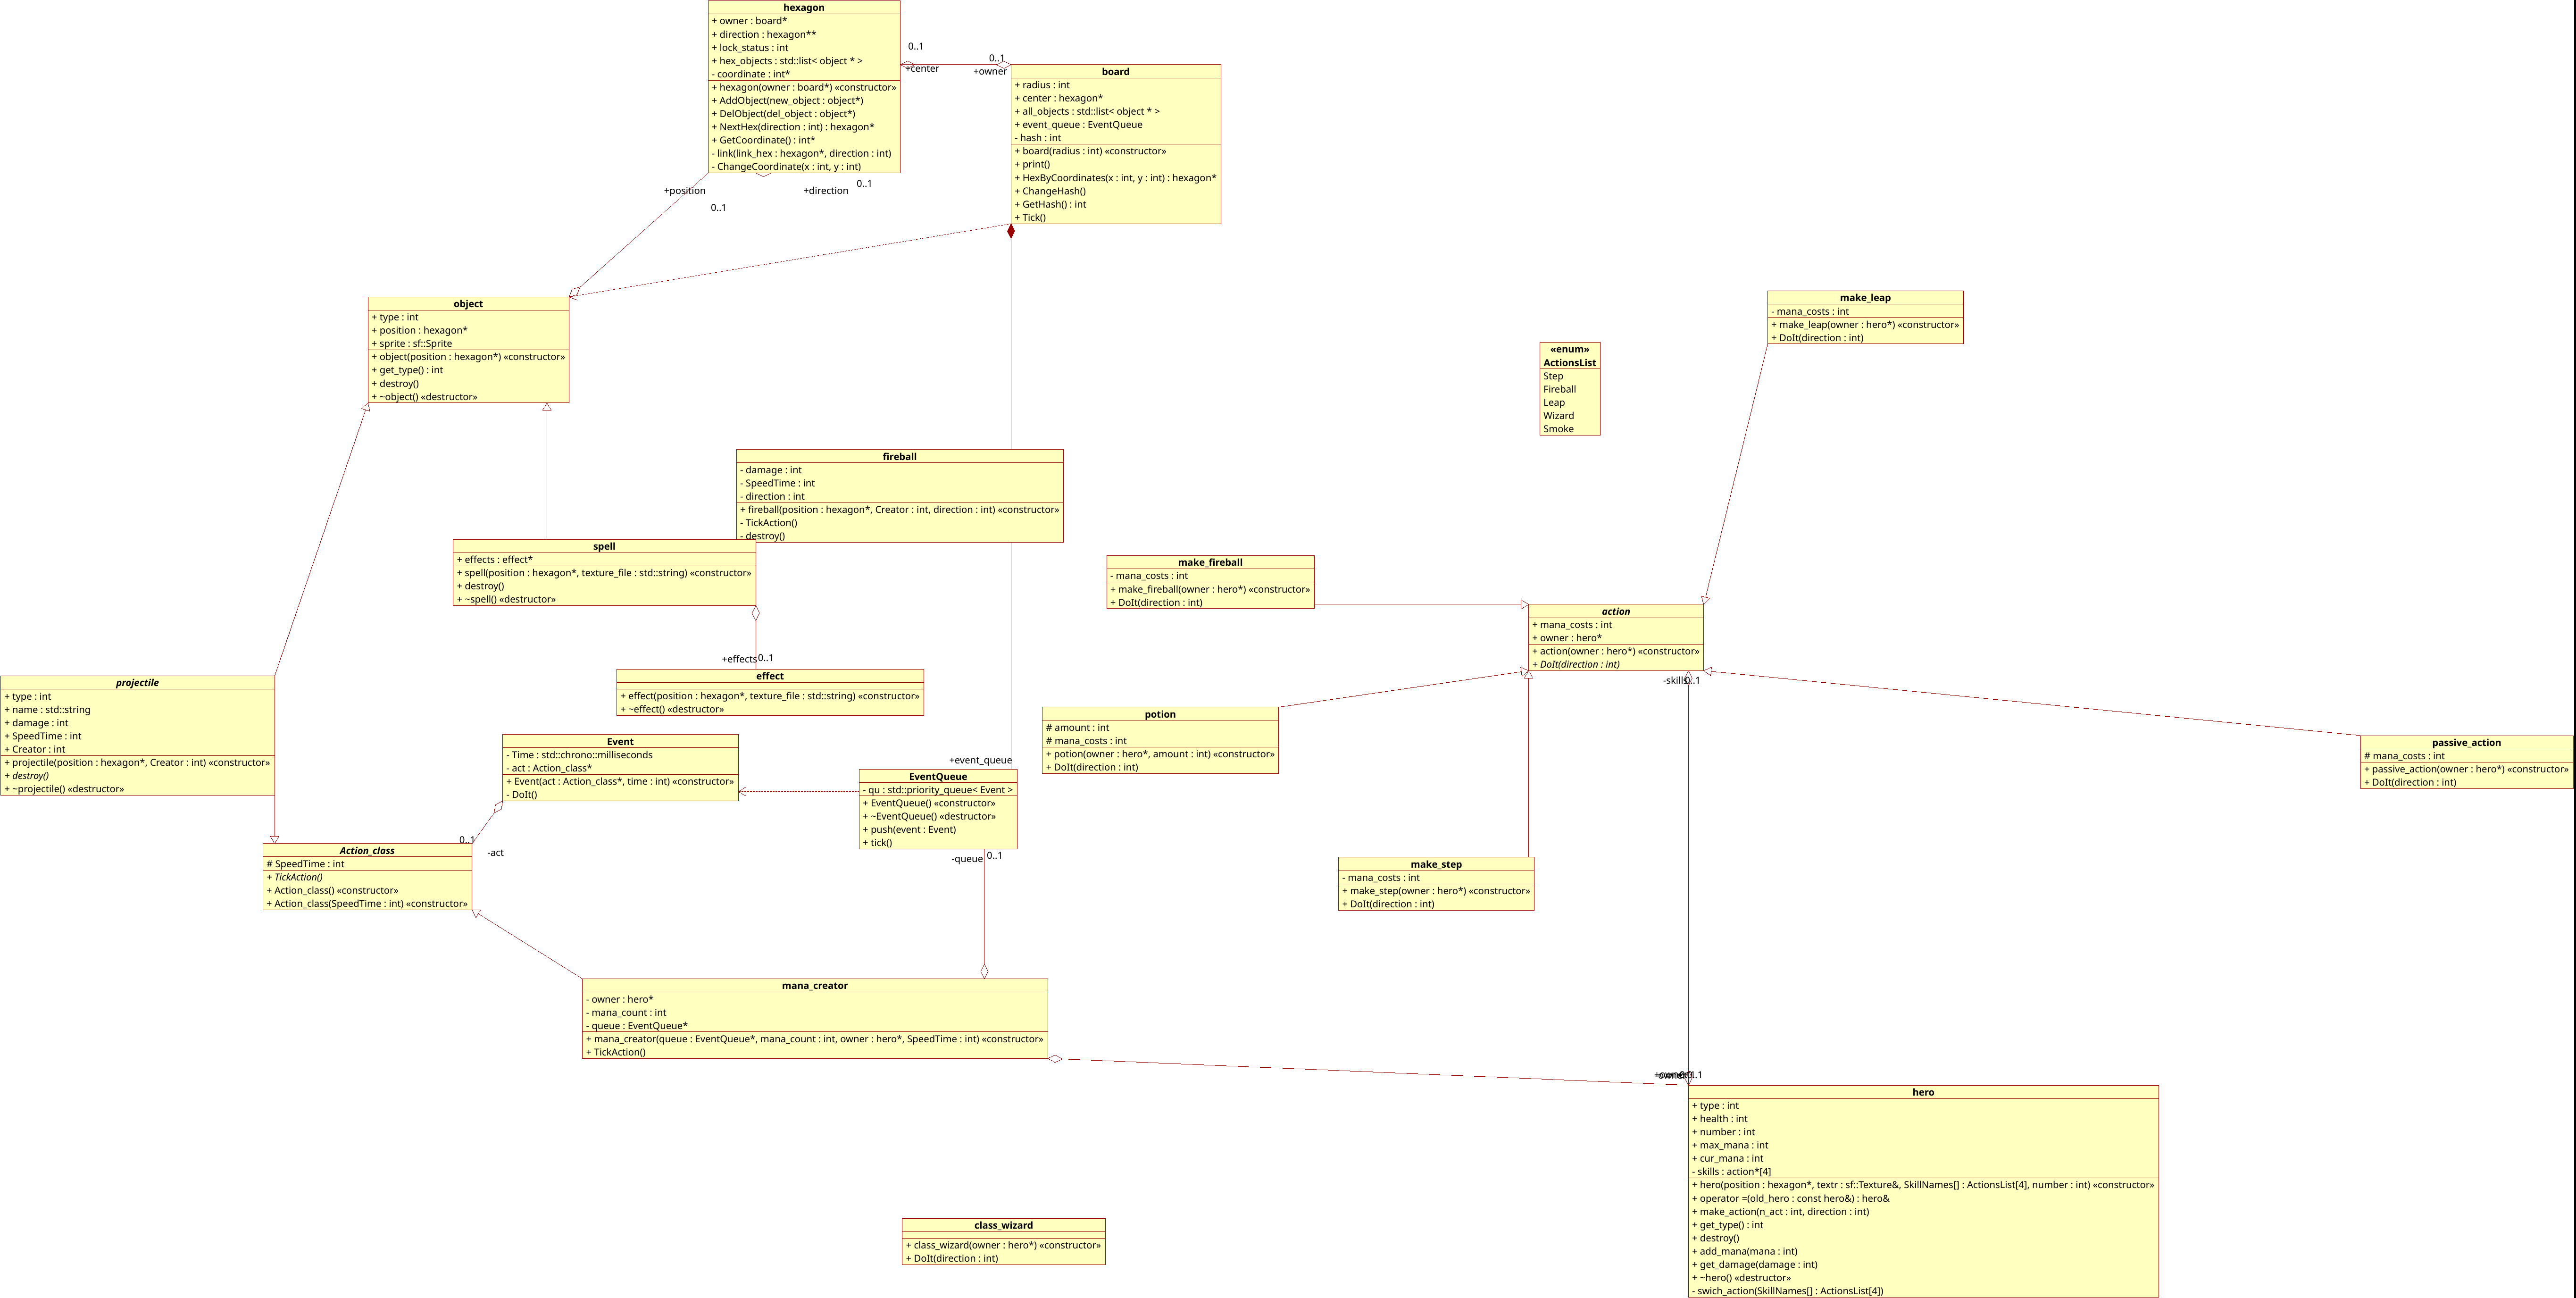 hexagon
+ owner : board*
+ direction : hexagon**
+ lock_status : int
+ hex_objects : std::list< object * >
- coordinate : int*
+ hexagon(owner : board*) «constructor»
+ AddObject(new_object : object*)
+ DelObject(del_object : object*)
+ NextHex(direction : int) : hexagon*
+ GetCoordinate() : int*
- link(link_hex : hexagon*, direction : int)
- ChangeCoordinate(x : int, y : int)
0..1
+center
0..1
+owner
board
+ radius : int
+ center : hexagon*
+ all_objects : std::list< object * >
+ event_queue : EventQueue
- hash : int
+ board(radius : int) «constructor»
+ print()
+ HexByCoordinates(x : int, y : int) : hexagon*
+ ChangeHash()
+ GetHash() : int
+ Tick()
+position
0..1
+direction
0..1
object
+ type : int
+ position : hexagon*
+ sprite : sf::Sprite
+ object(position : hexagon*) «constructor»
+ get_type() : int
+ destroy()
+ ~object() «destructor»
make_leap
- mana_costs : int
+ make_leap(owner : hero*) «constructor»
+ DoIt(direction : int)
«enum»
ActionsList
Step
Fireball
Leap
Wizard
Smoke
fireball
- damage : int
- SpeedTime : int
- direction : int
+ fireball(position : hexagon*, Creator : int, direction : int) «constructor»
- TickAction()
- destroy()
spell
+ effects : effect*
+ spell(position : hexagon*, texture_file : std::string) «constructor»
+ destroy()
+ ~spell() «destructor»
make_fireball
- mana_costs : int
+ make_fireball(owner : hero*) «constructor»
+ DoIt(direction : int)
action
+ mana_costs : int
+ owner : hero*
+ action(owner : hero*) «constructor»
+ DoIt(direction : int)
+effects
0..1
-skills
0..1
effect
+ effect(position : hexagon*, texture_file : std::string) «constructor»
+ ~effect() «destructor»
projectile
+ type : int
+ name : std::string
+ damage : int
+ SpeedTime : int
+ Creator : int
+ projectile(position : hexagon*, Creator : int) «constructor»
+ destroy()
+ ~projectile() «destructor»
potion
# amount : int
# mana_costs : int
+ potion(owner : hero*, amount : int) «constructor»
+ DoIt(direction : int)
passive_action
# mana_costs : int
+ passive_action(owner : hero*) «constructor»
+ DoIt(direction : int)
Event
- Time : std::chrono::milliseconds
- act : Action_class*
+ Event(act : Action_class*, time : int) «constructor»
- DoIt()
+event_queue
EventQueue
- qu : std::priority_queue< Event >
+ EventQueue() «constructor»
+ ~EventQueue() «destructor»
+ push(event : Event)
+ tick()
0..1
-act
-queue
0..1
Action_class
# SpeedTime : int
+ TickAction()
+ Action_class() «constructor»
+ Action_class(SpeedTime : int) «constructor»
make_step
- mana_costs : int
+ make_step(owner : hero*) «constructor»
+ DoIt(direction : int)
mana_creator
- owner : hero*
- mana_count : int
- queue : EventQueue*
+ mana_creator(queue : EventQueue*, mana_count : int, owner : hero*, SpeedTime : int) «constructor»
+ TickAction()
hero
+ type : int
+ health : int
+ number : int
+ max_mana : int
+ cur_mana : int
- skills : action*[4]
+ hero(position : hexagon*, textr : sf::Texture&, SkillNames[] : ActionsList[4], number : int) «constructor»
+ operator =(old_hero : const hero&) : hero&
+ make_action(n_act : int, direction : int)
+ get_type() : int
+ destroy()
+ add_mana(mana : int)
+ get_damage(damage : int)
+ ~hero() «destructor»
- swich_action(SkillNames[] : ActionsList[4])
class_wizard
+ class_wizard(owner : hero*) «constructor»
+ DoIt(direction : int)